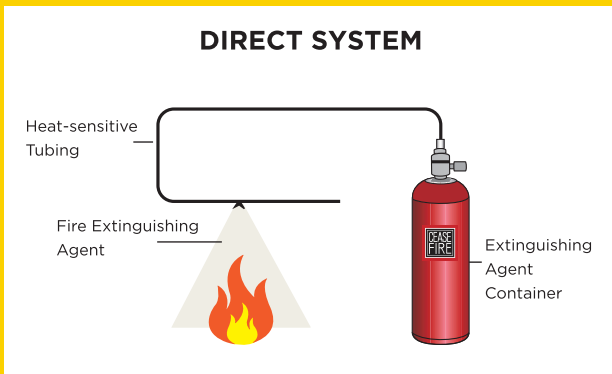 DIRECT SYSTEM
Heat-sensitive
Tubing
Fire Extinguishing
Agent
CEASE
FIRE
Extinguishing
Agent
Container